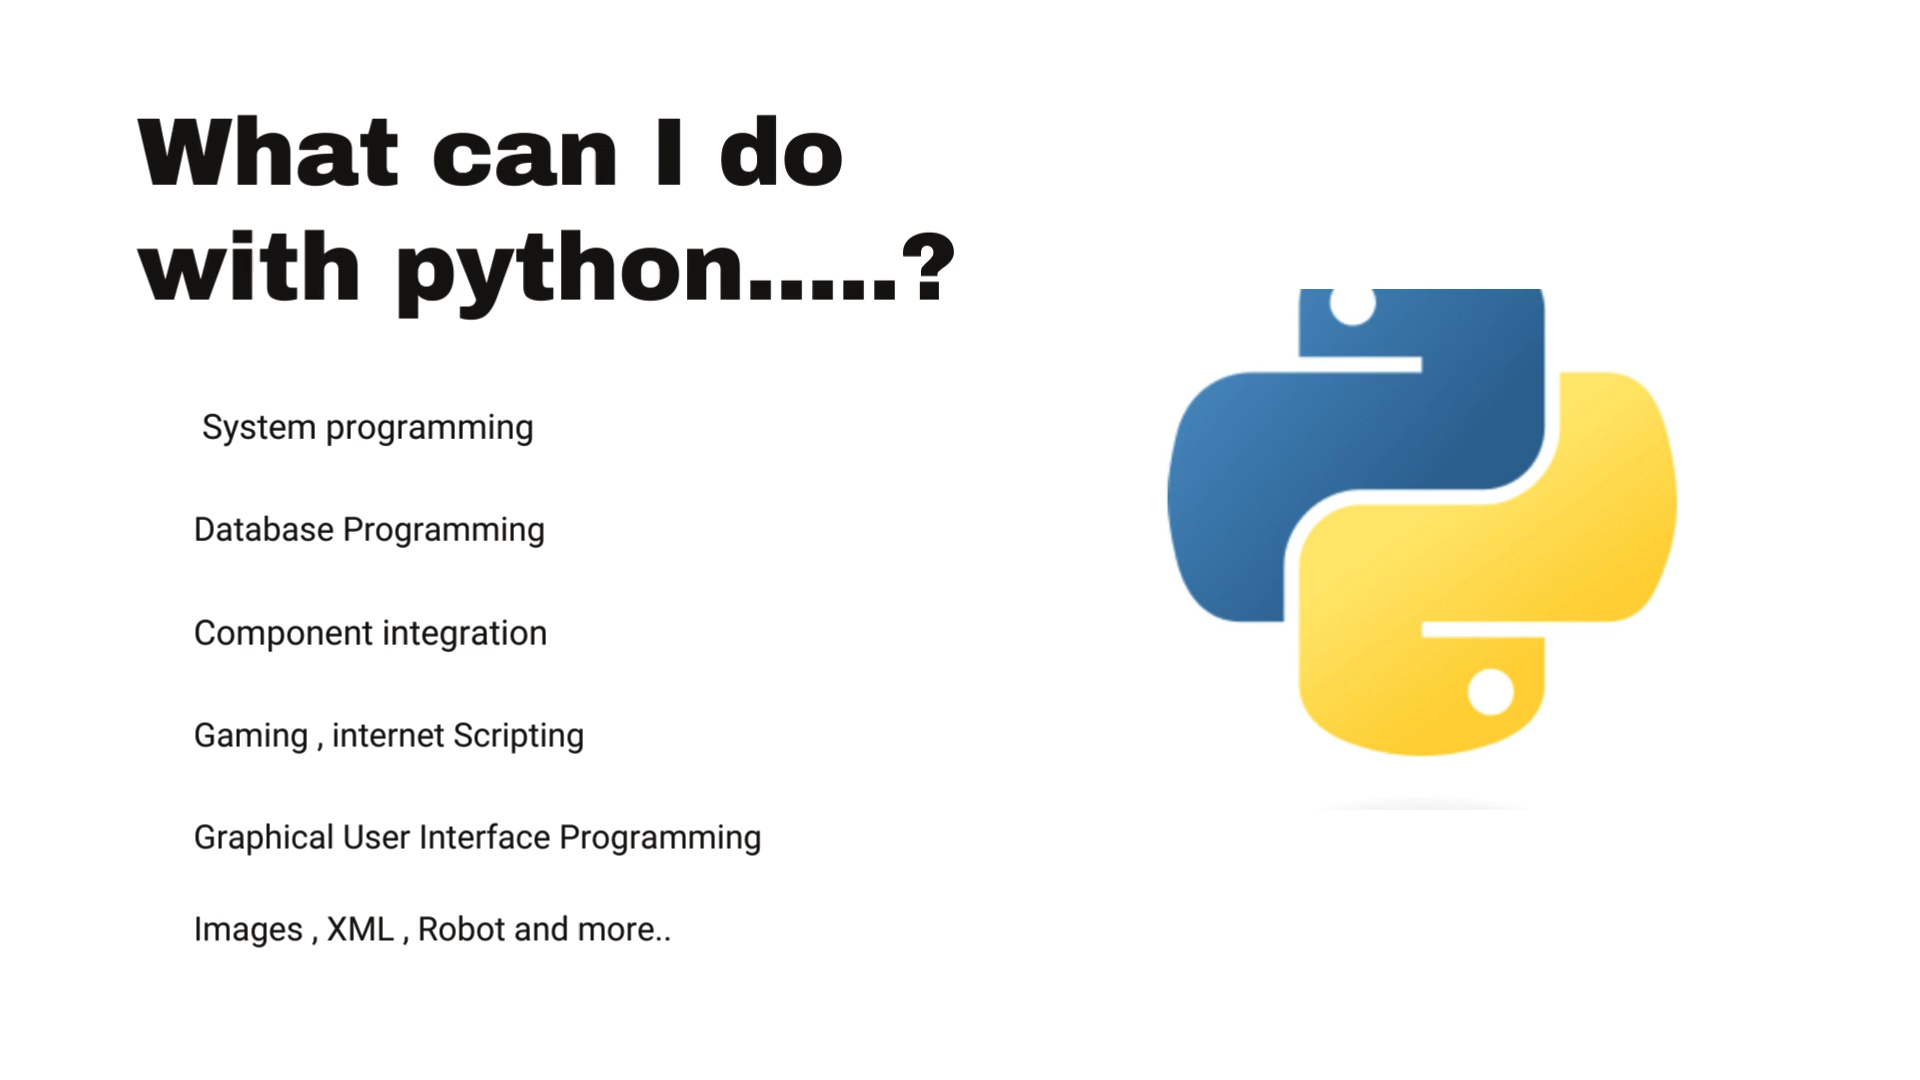 What can I do
with python.....?
System programming
Database Programming
Component integration
Gaming , internet Scripting
Graphical User Interface Programming
Images , XML , Robot and more..